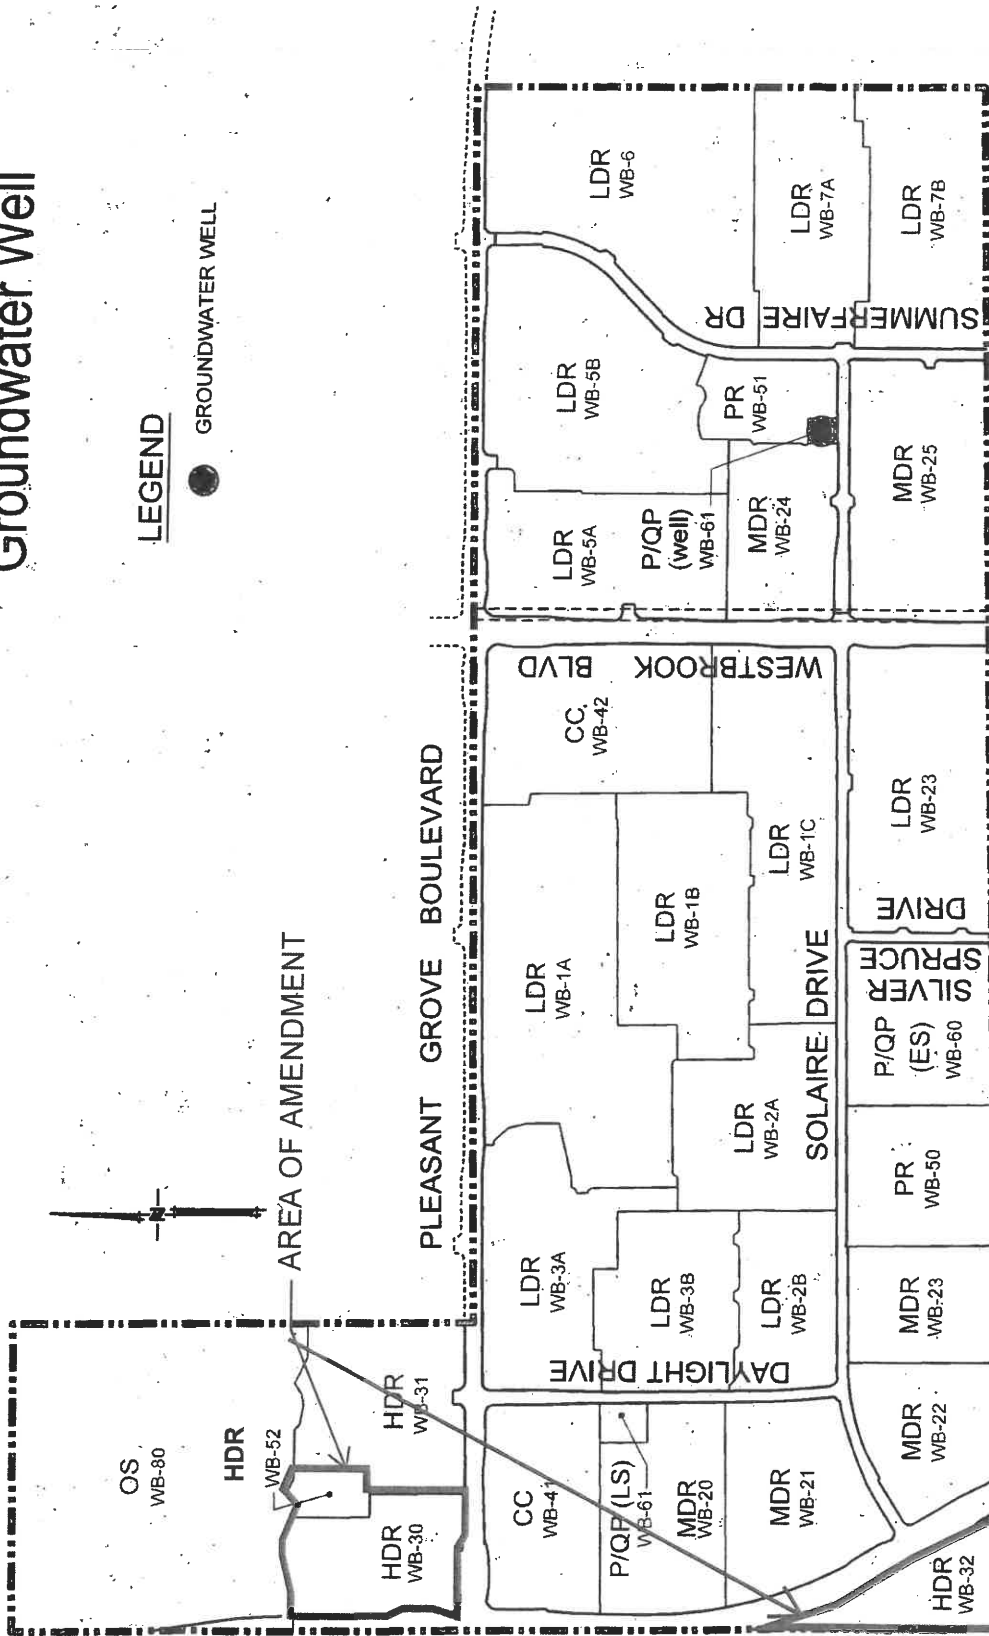 Groundwater Well
LEGEND
GROUNDWATER WELL
AREA OF AMENDMENT
N
PLEASANT GROVE BOULEVARD
OS
WB-80
HDR
WB-52
HDR
WB-30
HDR
WB-31
CC
WB-41
P/QP (LS)
WB-61
MDR
WB-20
MDR
WB-21
HDR
WB-32
DAYLIGHT DRIVE
LDR
WB-3A
LDR
WB-3B
LDR
WB-2B
LDR
WB-2A
LDR
WB-1A
LDR
WB-1B
LDR
WB-1C
CC
WB-42
SOLAIRE DRIVE
MDR
WB-22
MDR
WB-23
PR
WB-50
P/QP
(ES)
WB-60
SILVER
SPRUCE
DRIVE
LDR
WB-23
WESTBROOK BLVD
LDR
WB-5A
LDR
WB-5B
P/QP
(well)
WB-61
MDR
WB-24
PR
WB-51
MDR
WB-25
SUMMERFAIRE DR
LDR
WB-6
LDR
WB-7A
LDR
WB-7B